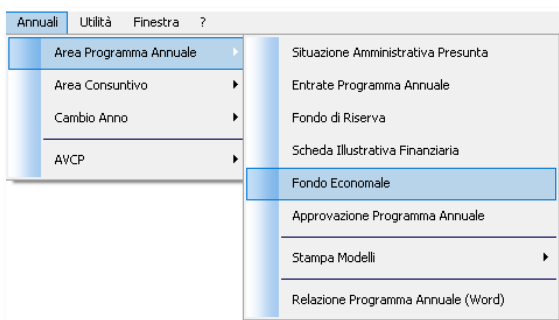 Annuali Utilità Finestra ?
Area Programma Annuale
Area Consuntivo
Cambio Anno
AVCP
Situazione Amministrativa Presunta
Entrate Programma Annuale
Fondo di Riserva
Scheda Illustrativa Finanziaria
Fondo Economale
Approvazione Programma Annuale
Stampa Modelli
Relazione Programma Annuale (Word)